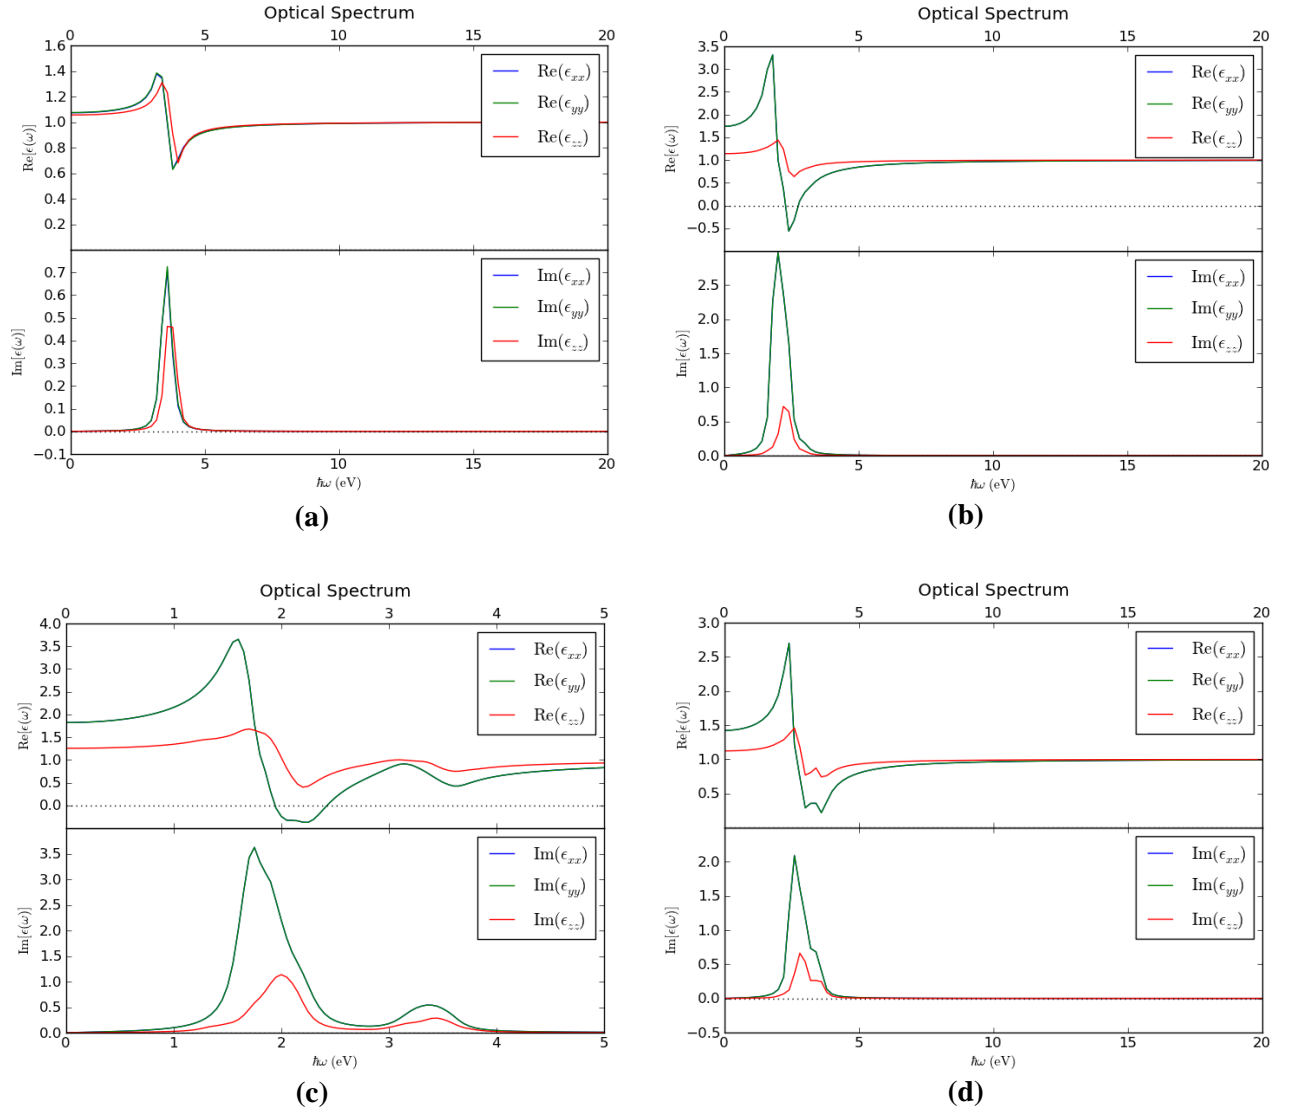 Optical Spectrum
0 5 10 15 20
1.6
1.4
1.2
1.0
0.8
0.6
0.4
0.2
Re[ϵ(ω)]
Re(ϵxx)
Re(ϵyy)
Re(ϵzz)
0.7
0.6
0.5
0.4
0.3
0.2
0.1
0.0
−0.1
Im[ϵ(ω)]
Im(ϵxx)
Im(ϵyy)
Im(ϵzz)
0 5 10 15 20
ħω (eV)
(a)
Optical Spectrum
0 5 10 15 20
3.5
3.0
2.5
2.0
1.5
1.0
0.5
0.0
−0.5
Re[ϵ(ω)]
Re(ϵxx)
Re(ϵyy)
Re(ϵzz)
2.5
2.0
1.5
1.0
0.5
0.0
Im[ϵ(ω)]
Im(ϵxx)
Im(ϵyy)
Im(ϵzz)
0 5 10 15 20
ħω (eV)
(b)
Optical Spectrum
0 1 2 3 4 5
4.0
3.5
3.0
2.5
2.0
1.5
1.0
0.5
0.0
Re[ϵ(ω)]
Re(ϵxx)
Re(ϵyy)
Re(ϵzz)
3.5
3.0
2.5
2.0
1.5
1.0
0.5
0.0
Im[ϵ(ω)]
Im(ϵxx)
Im(ϵyy)
Im(ϵzz)
0 1 2 3 4 5
ħω (eV)
(c)
Optical Spectrum
0 5 10 15 20
3.0
2.5
2.0
1.5
1.0
0.5
Re[ϵ(ω)]
Re(ϵxx)
Re(ϵyy)
Re(ϵzz)
2.0
1.5
1.0
0.5
0.0
−0.5
Im[ϵ(ω)]
Im(ϵxx)
Im(ϵyy)
Im(ϵzz)
0 5 10 15 20
ħω (eV)
(d)